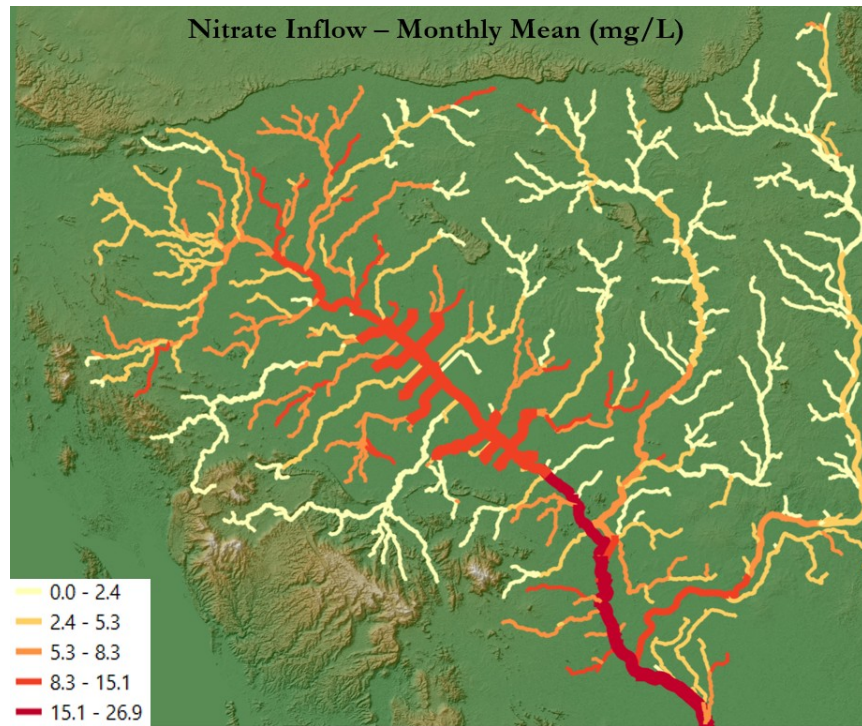 Nitrate Inflow – Monthly Mean (mg/L)
0.0 - 2.4
2.4 - 5.3
5.3 - 8.3
8.3 - 15.1
15.1 - 26.9